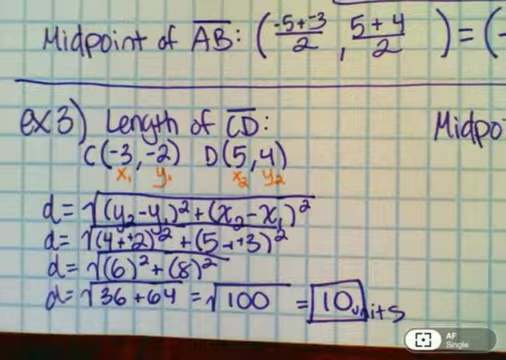 Midpoint of AB: (-5+-3/2, 5+4/2) = (-
ex3) Length of CD:
Midpo
C(-3,-2) D(5,4)
x₁ y₁ x₂ y₂
d=√(y₂-y₁)²+(x₂-x₁)²
d=√(4++2)²+(5-+3)²
d=√(6)²+(8)²
d=√36+64 =√100 = 10 units
AF
Single